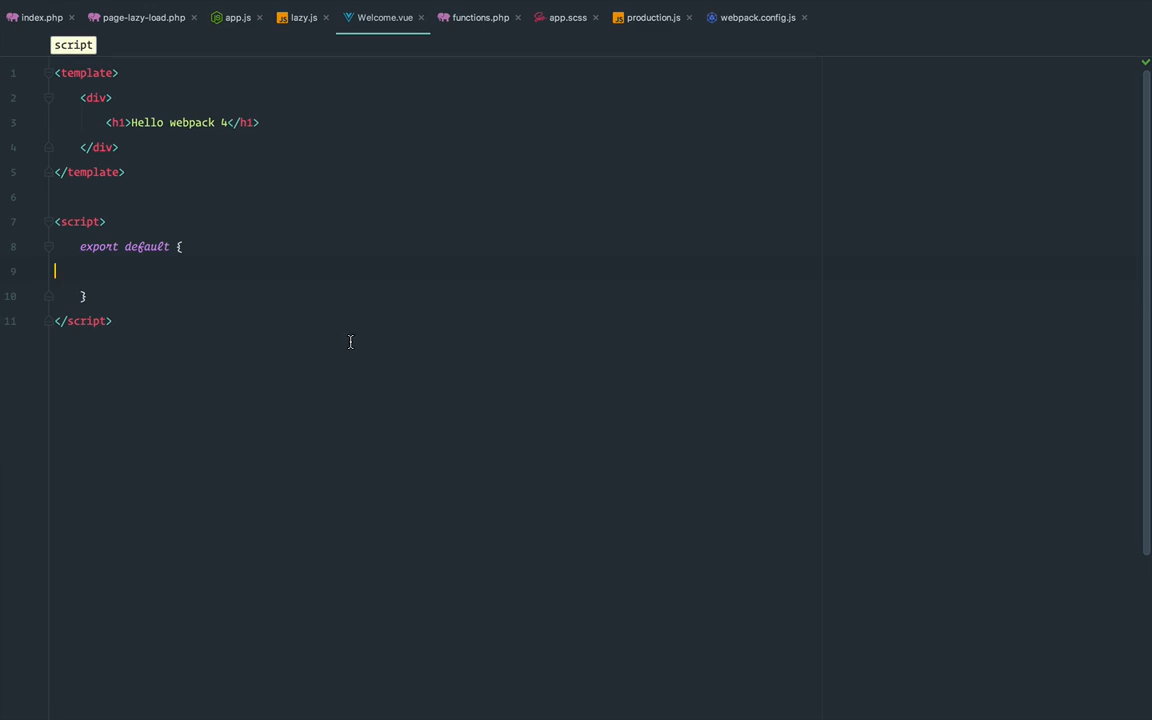 index.php page-lazy-load.php app.js lazy.js Welcome.vue functions.php app.scss production.js webpack.config.js
script
1 <template>
2 <div>
3 <h1>Hello webpack 4</h1>
4 </div>
5 </template>
6
7 <script>
8 export default {
9
10 }
11 </script>